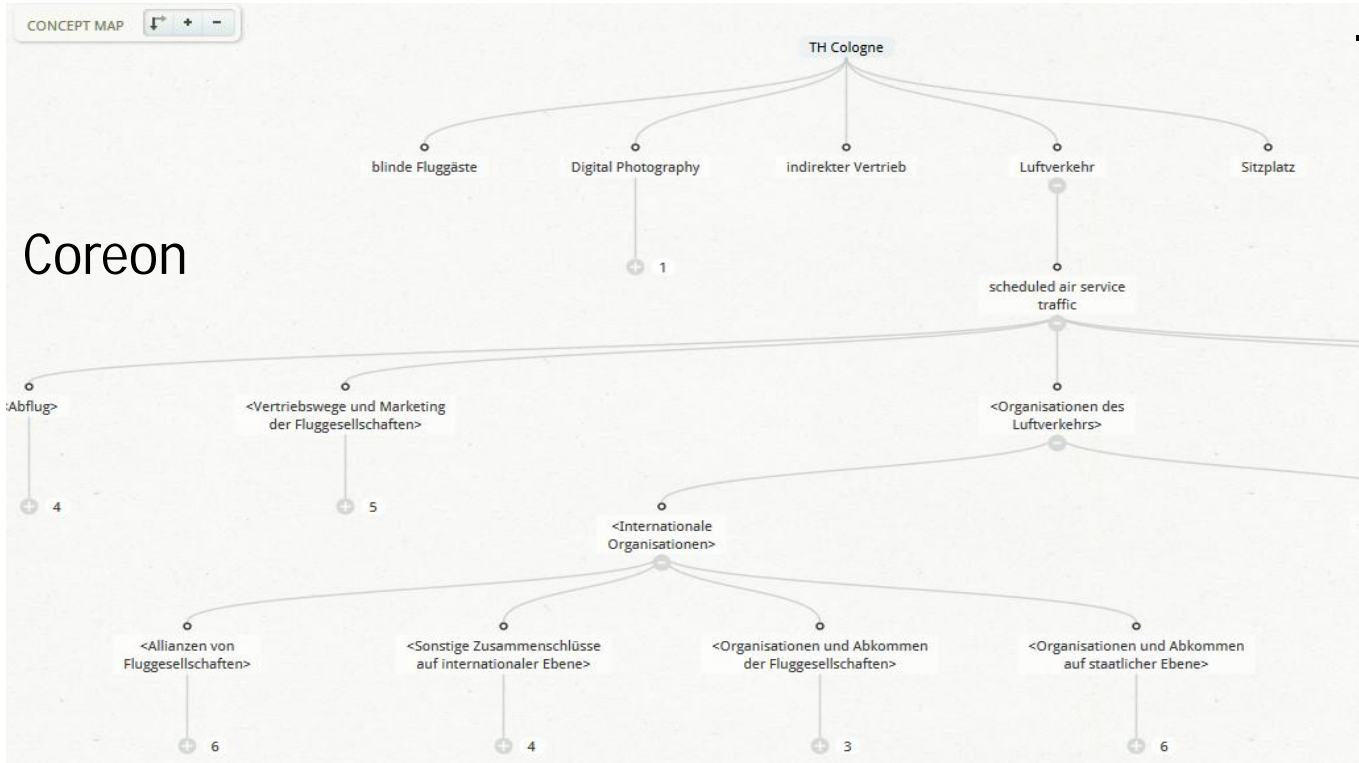 CONCEPT MAP
TH Cologne
blinde Fluggäste
Digital Photography
indirekter Vertrieb
Luftverkehr
Sitzplatz
Coreon
1
scheduled air service
traffic
<Abflug>
<Vertriebswege und Marketing
der Fluggesellschaften>
<Organisationen des
Luftverkehrs>
4
5
<Internationale
Organisationen>
<Allianzen von
Fluggesellschaften>
<Sonstige Zusammenschlüsse
auf internationaler Ebene>
<Organisationen und Abkommen
der Fluggesellschaften>
<Organisationen und Abkommen
auf staatlicher Ebene>
6
4
3
6